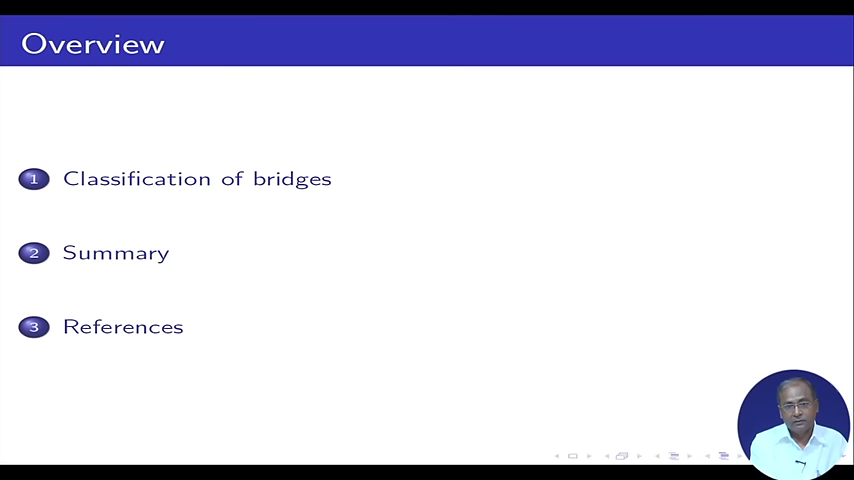 Overview
1 Classification of bridges
2 Summary
3 References